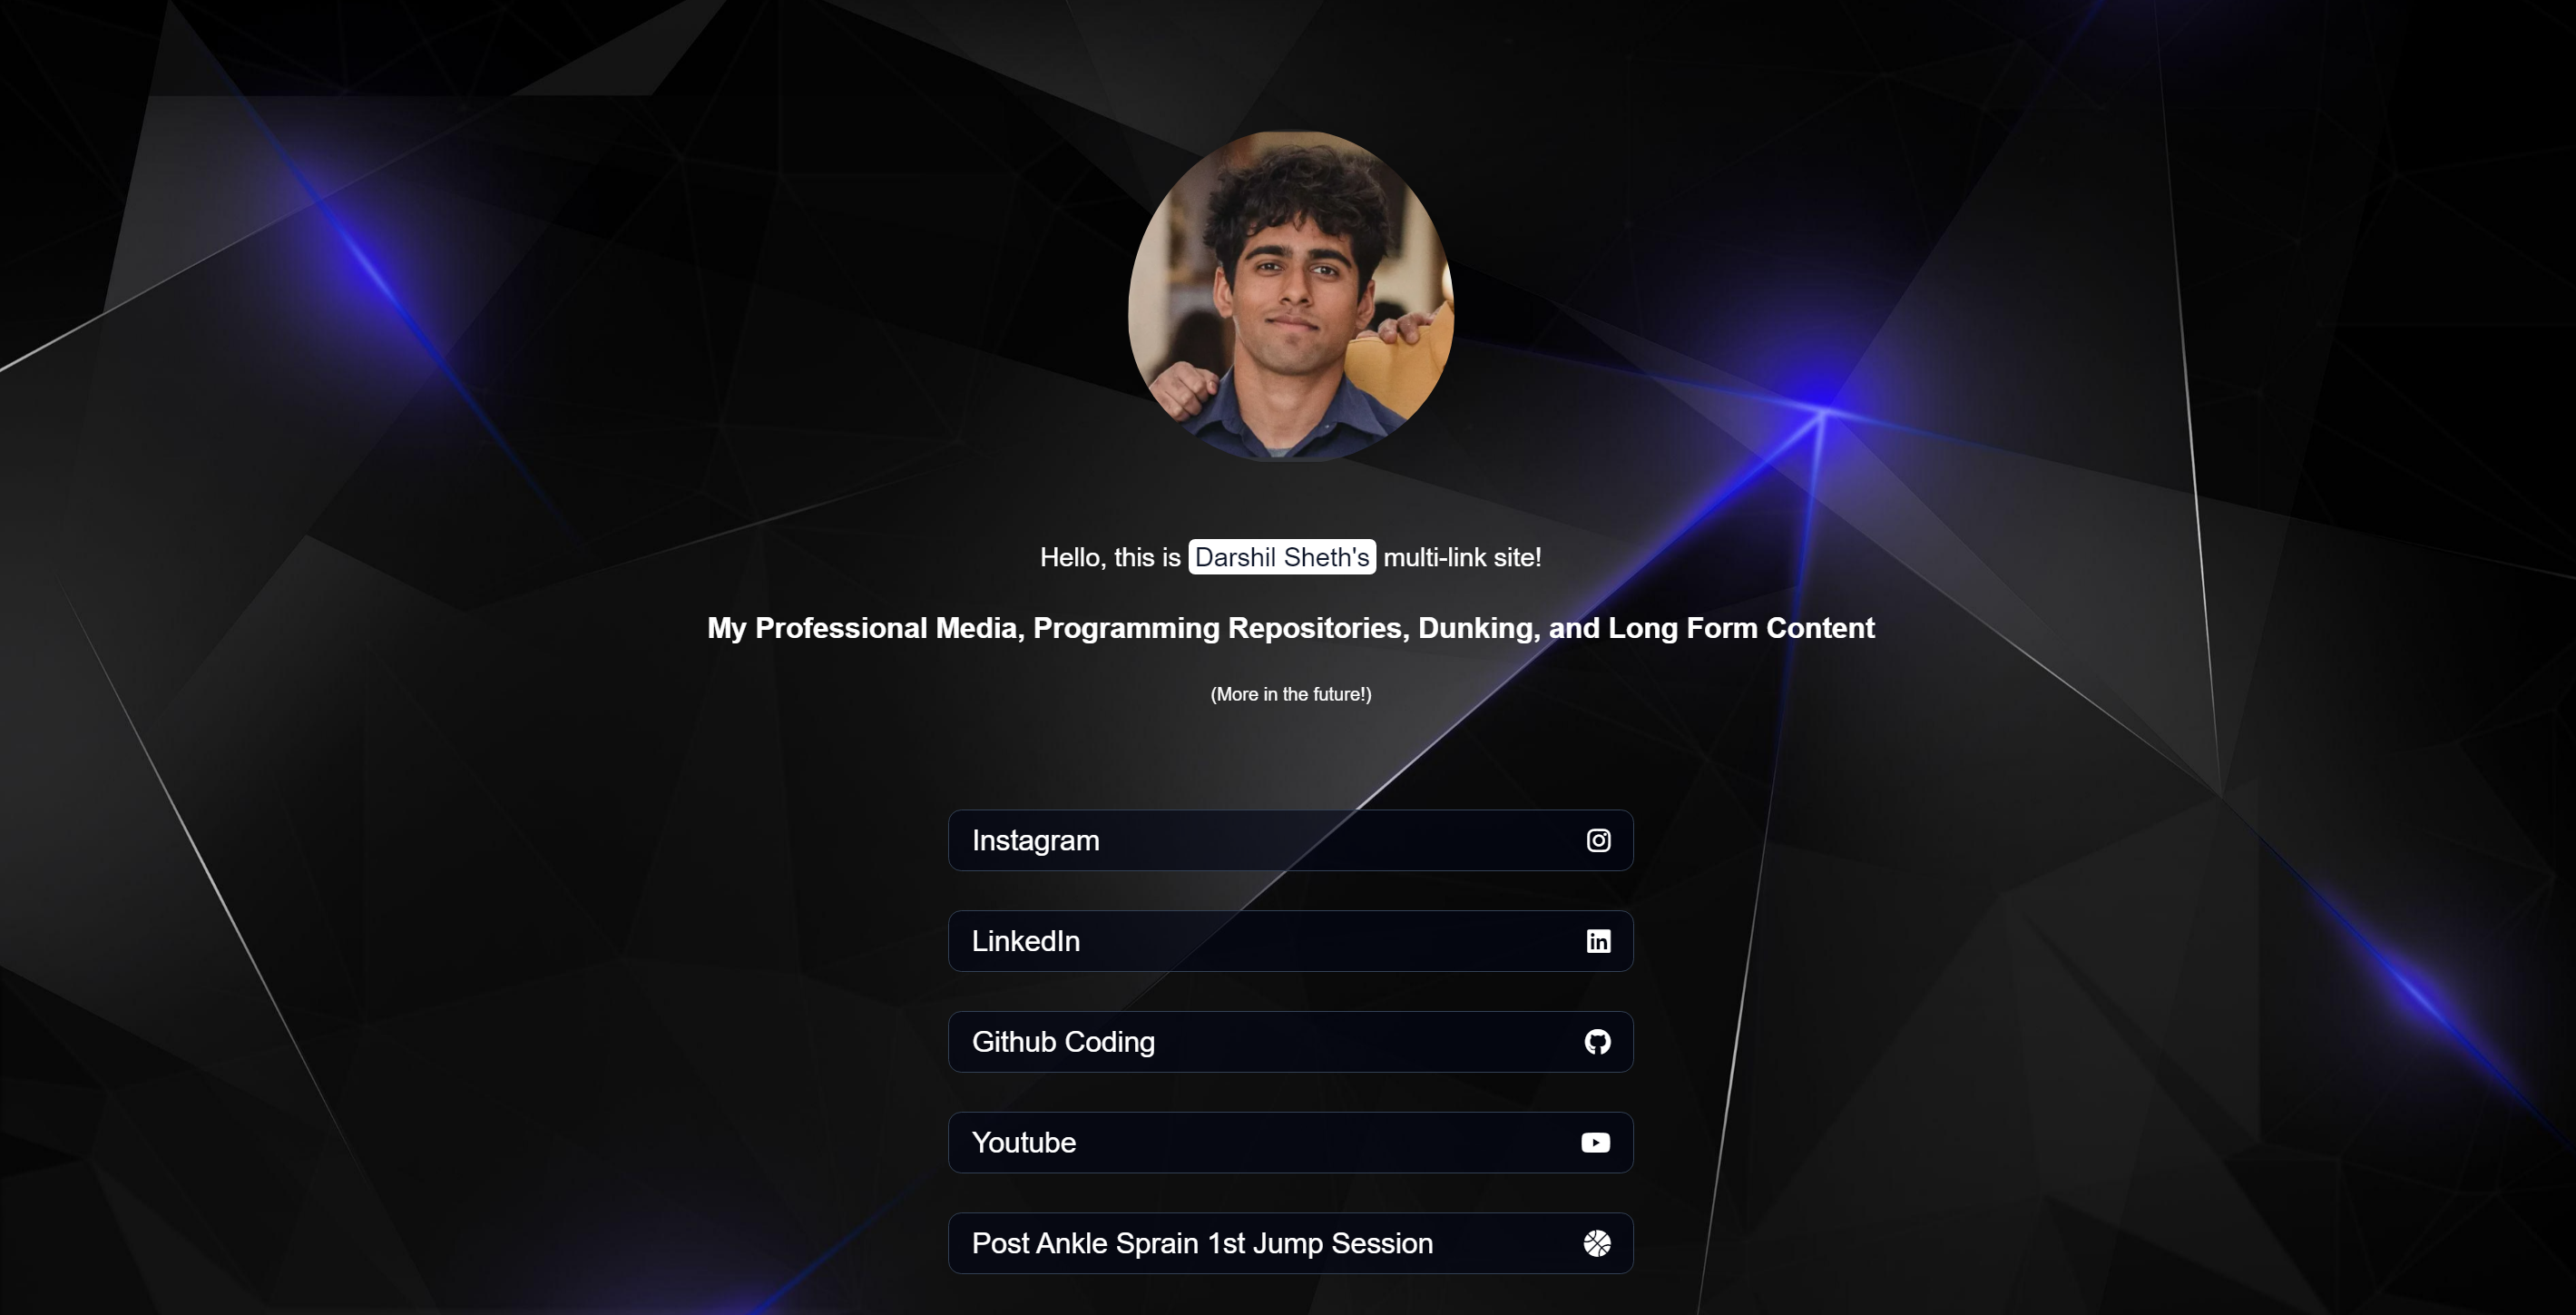 Hello, this is Darshil Sheth's multi-link site!
My Professional Media, Programming Repositories, Dunking, and Long Form Content
(More in the future!)
Instagram
LinkedIn
in
Github Coding
Youtube
Post Ankle Sprain 1st Jump Session